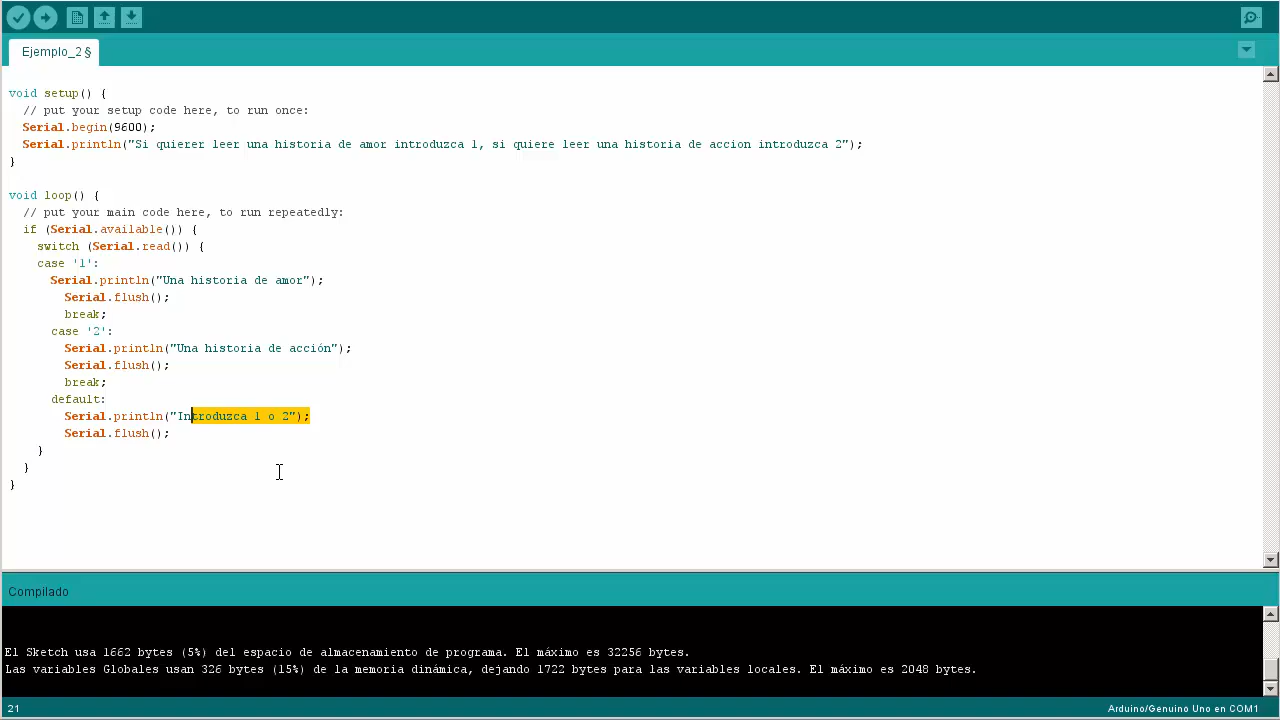 Ejemplo_2 §
void setup() {
// put your setup code here, to run once:
Serial.begin(9600);
Serial.println("Si quierer leer una historia de amor introduzca 1, si quiere leer una historia de accion introduzca 2");
}
void loop() {
// put your main code here, to run repeatedly:
if (Serial.available()) {
switch (Serial.read()) {
case '1':
Serial.println("Una historia de amor");
Serial.flush();
break;
case '2':
Serial.println("Una historia de acción");
Serial.flush();
break;
default:
Serial.println("Introduzca 1 o 2");
Serial.flush();
}
}
}
Compilado
El Sketch usa 1662 bytes (5%) del espacio de almacenamiento de programa. El máximo es 32256 bytes.
Las variables Globales usan 326 bytes (15%) de la memoria dinámica, dejando 1722 bytes para las variables locales. El máximo es 2048 bytes.
21
Arduino/Genuino Uno en COM1